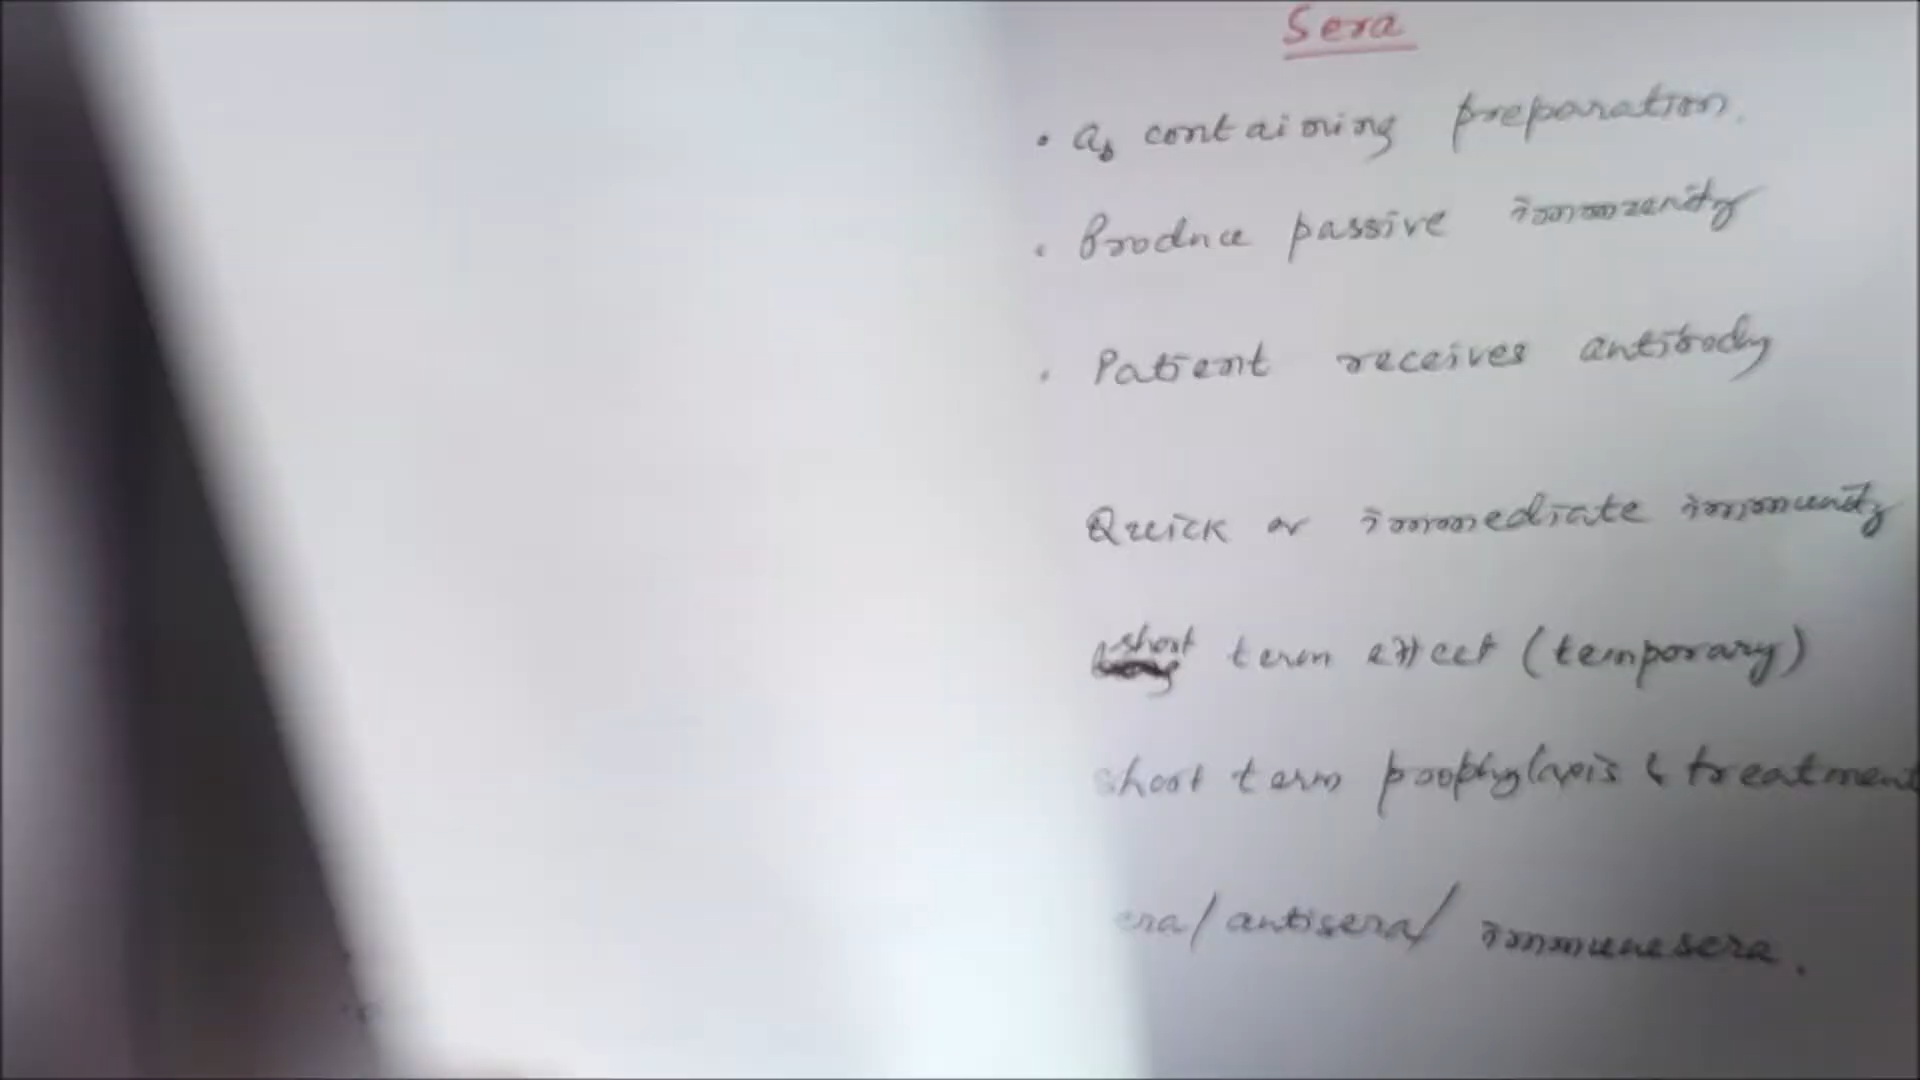 Sera
• Ab containing preparation.
• Produce passive immunity
• Patient receives antibody
Quick or immediate immunity
short term effect (temporary)
short term prophylaxis & treatment
era/antisera/ immunesera.